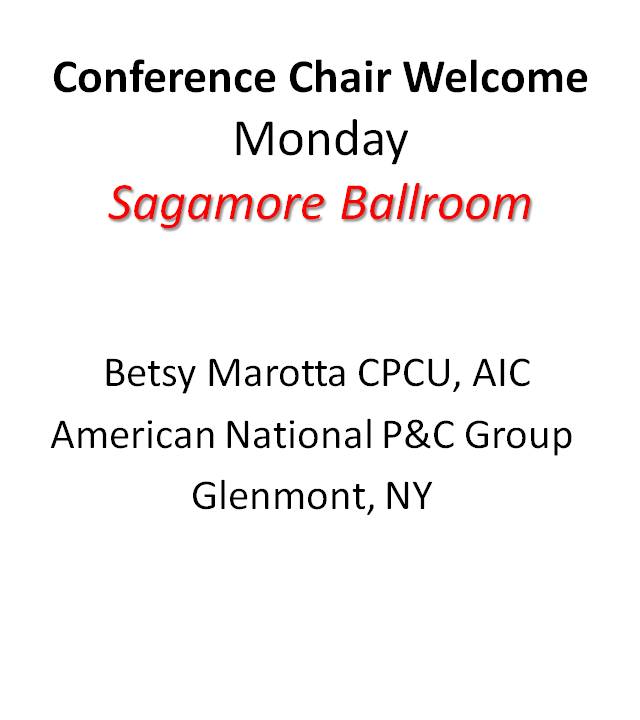 Conference Chair Welcome
Monday
Sagamore Ballroom
Betsy Marotta CPCU, AIC
American National P&C Group
Glenmont, NY